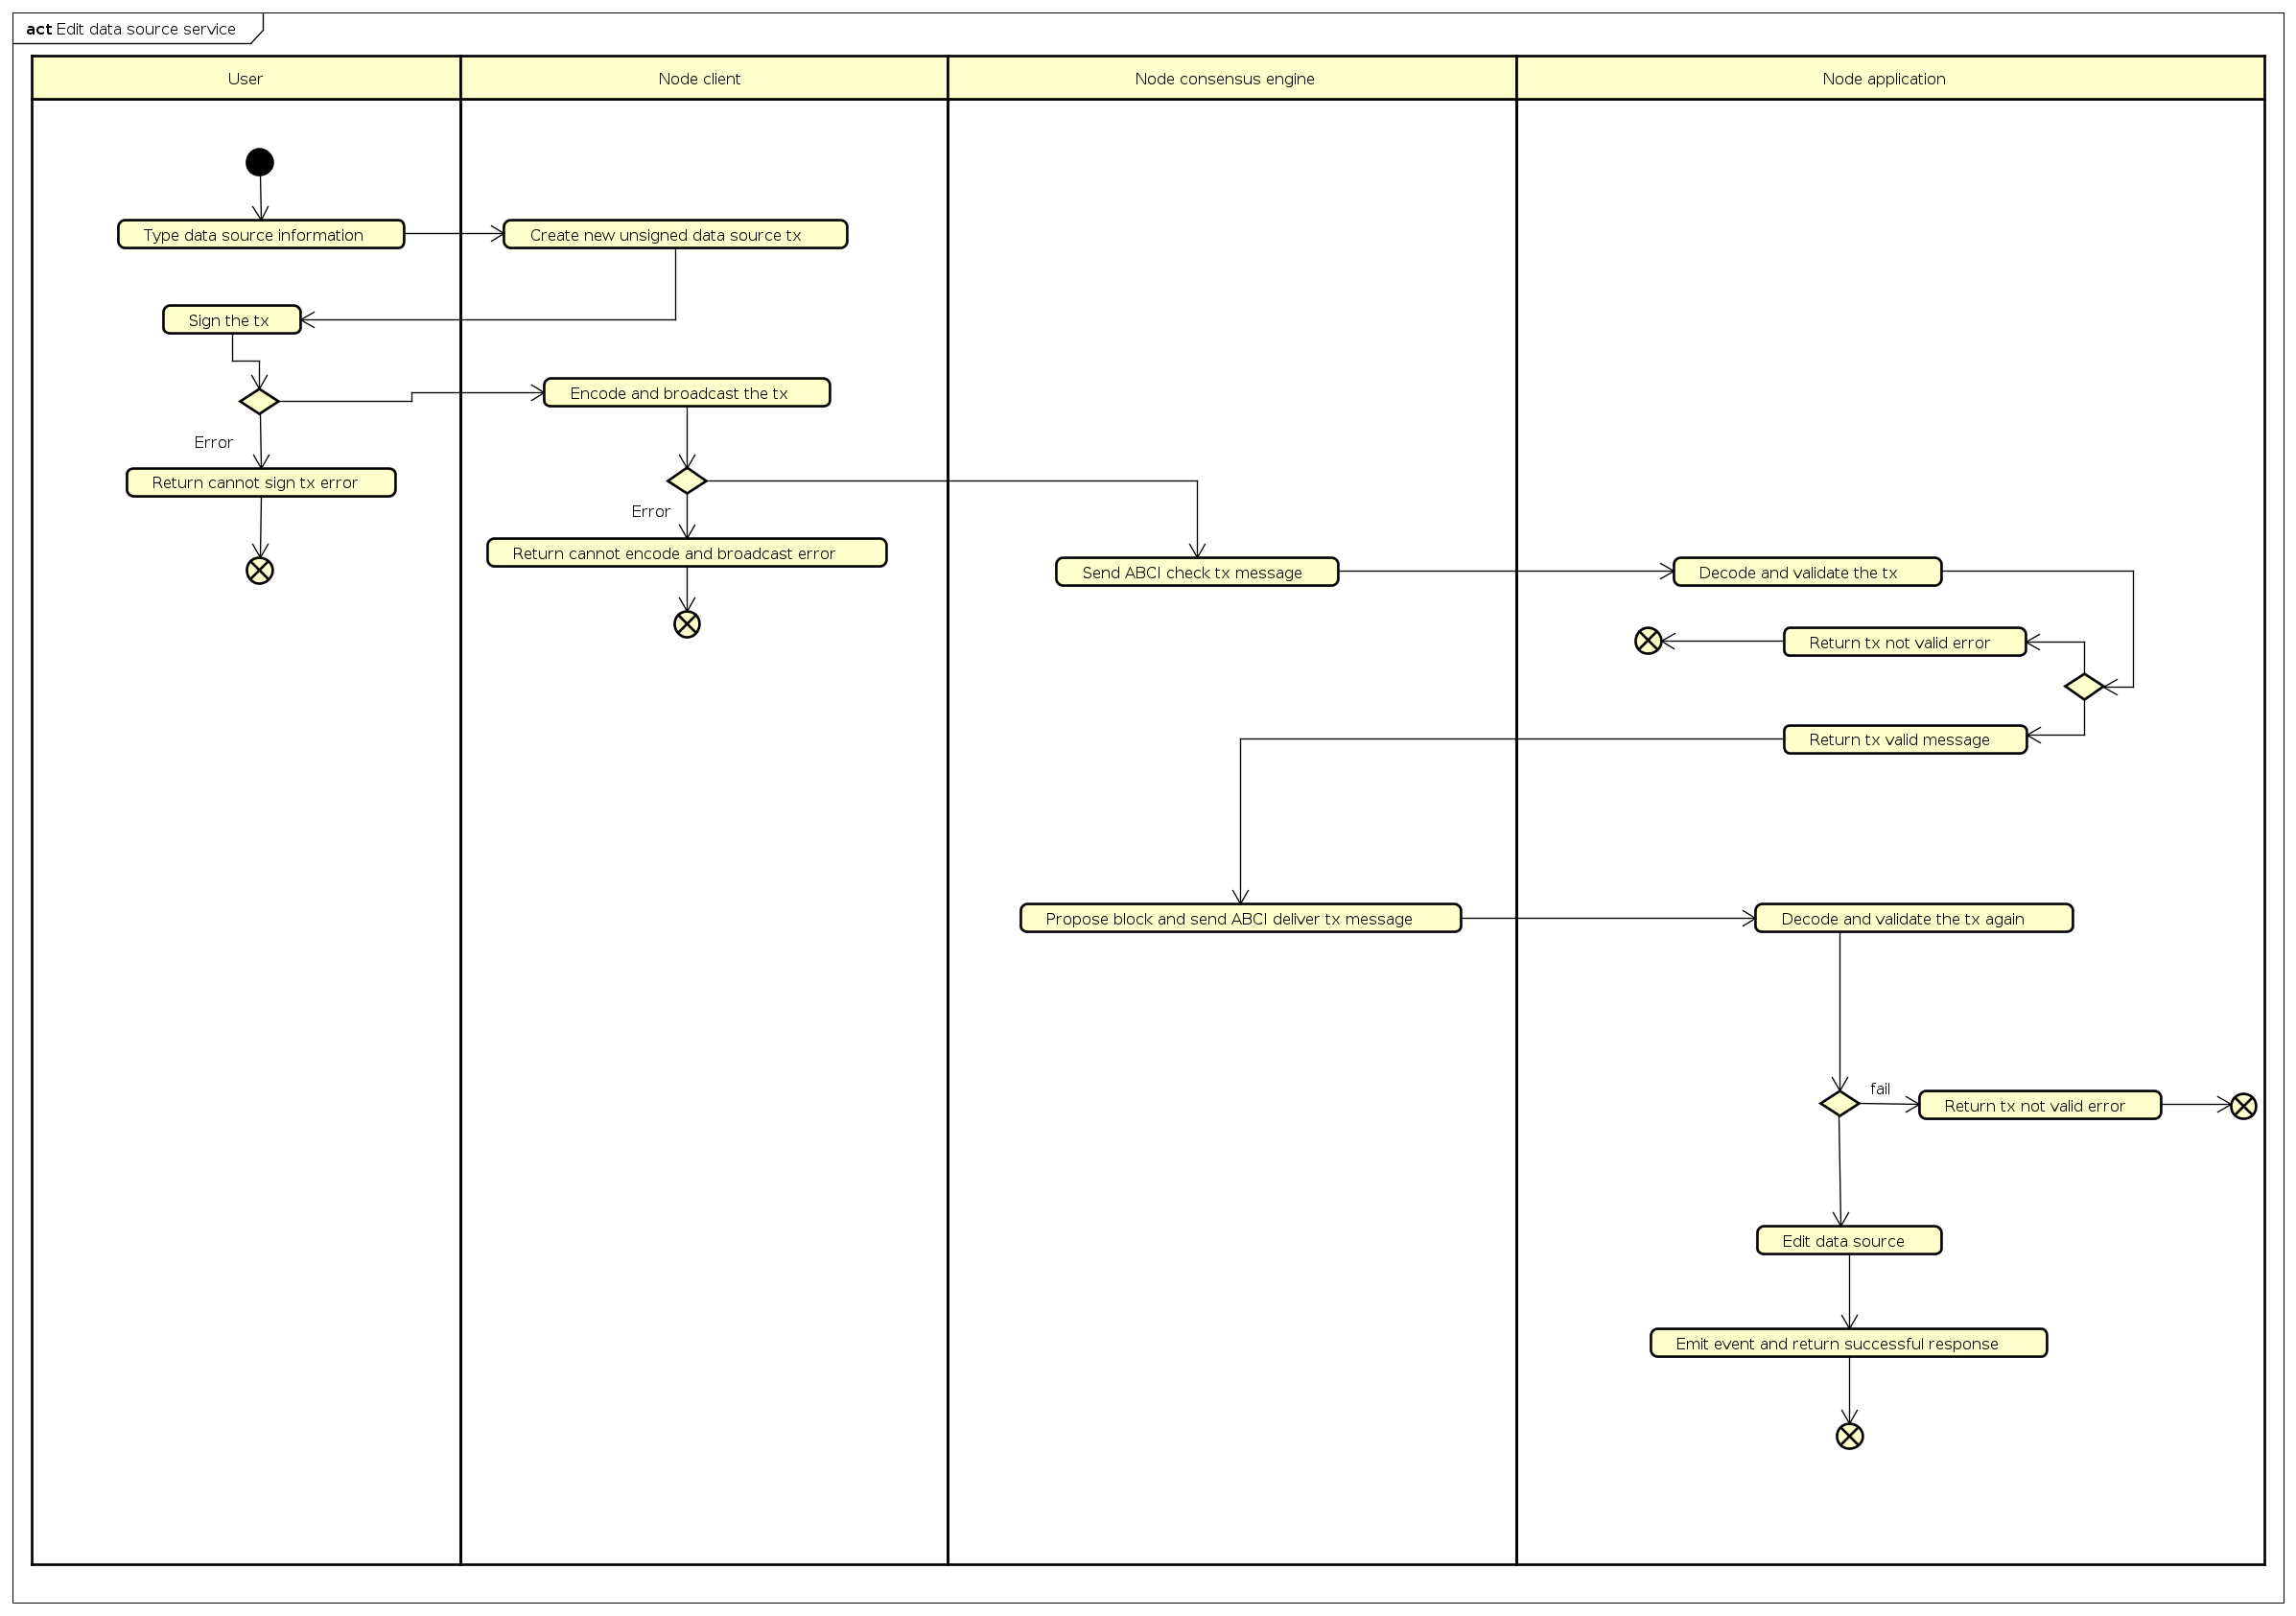 act Edit data source service
User
Node client
Node consensus engine
Node application
Type data source information
Create new unsigned data source tx
Sign the tx
Encode and broadcast the tx
Error
Return cannot sign tx error
Error
Return cannot encode and broadcast error
Send ABCI check tx message
Decode and validate the tx
Return tx not valid error
Return tx valid message
Propose block and send ABCI deliver tx message
Decode and validate the tx again
fail
Return tx not valid error
Edit data source
Emit event and return successful response